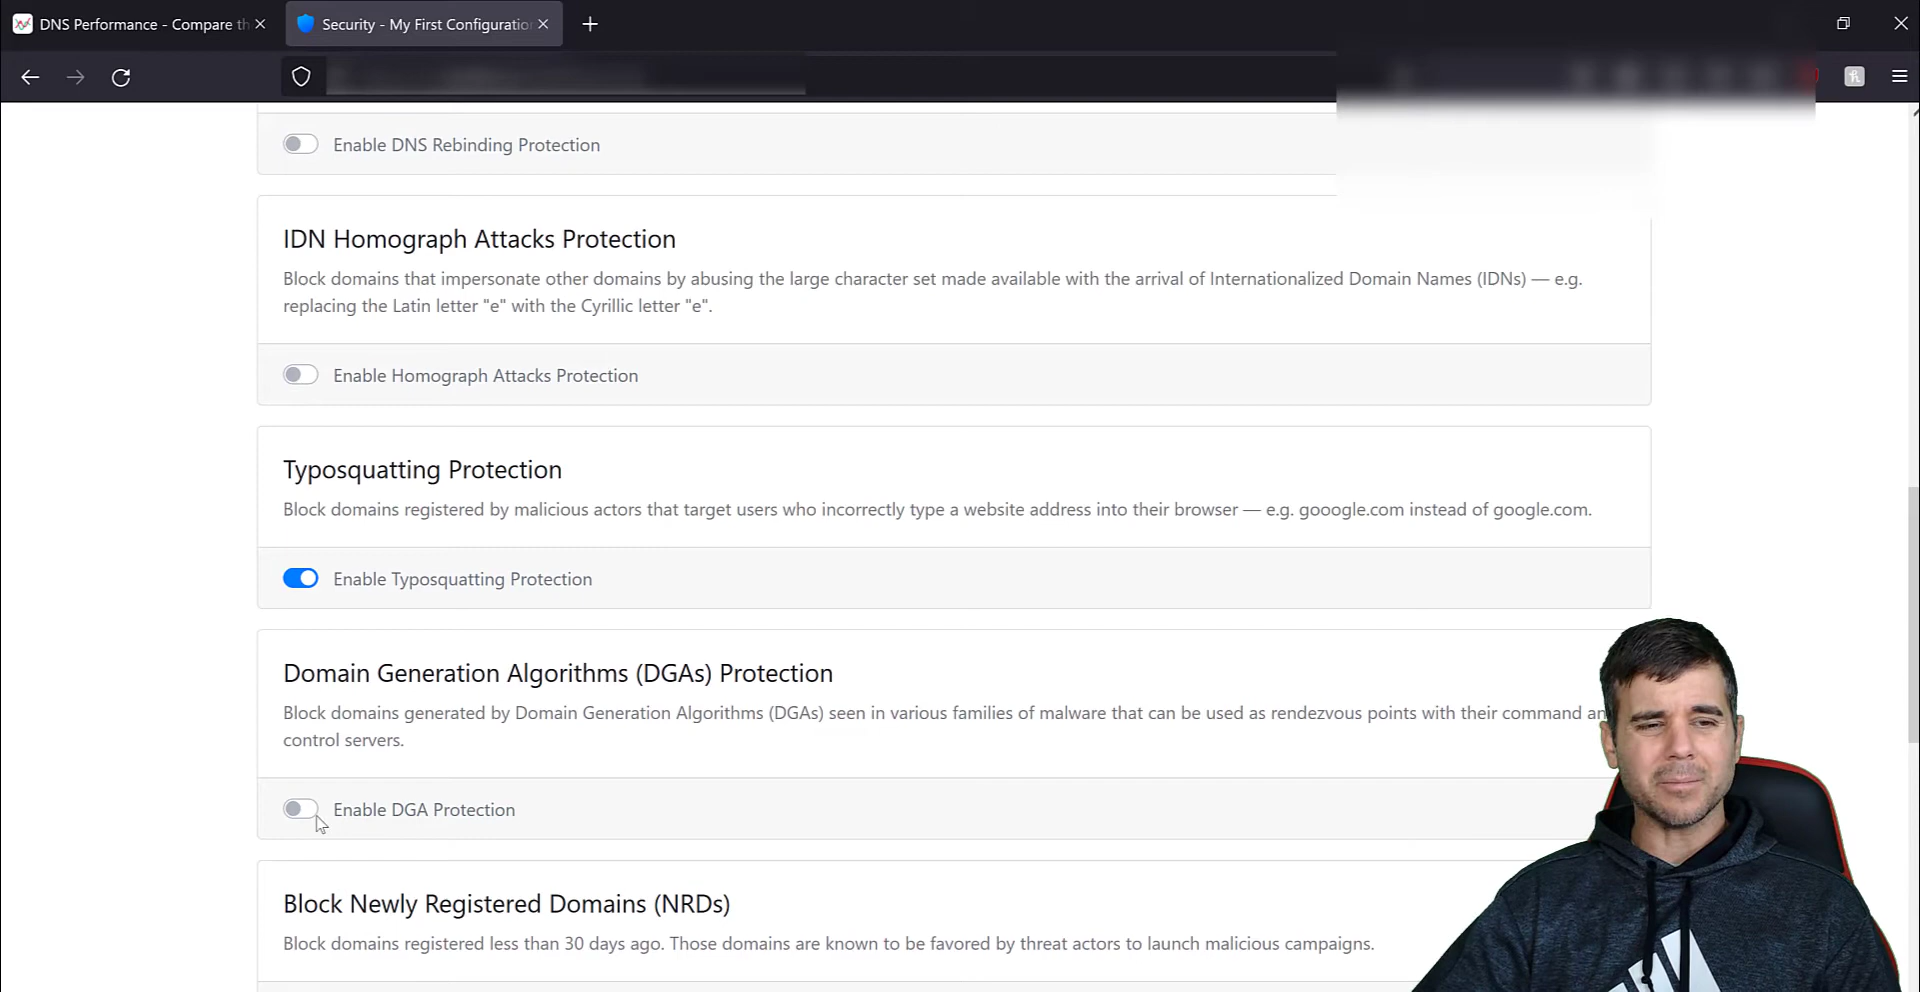 DNS Performance - Compare th
Security - My First Configuratio
Enable DNS Rebinding Protection
IDN Homograph Attacks Protection
Block domains that impersonate other domains by abusing the large character set made available with the arrival of Internationalized Domain Names (IDNs) — e.g.
replacing the Latin letter "e" with the Cyrillic letter "е".
Enable Homograph Attacks Protection
Typosquatting Protection
Block domains registered by malicious actors that target users who incorrectly type a website address into their browser — e.g. gooogle.com instead of google.com.
Enable Typosquatting Protection
Domain Generation Algorithms (DGAs) Protection
Block domains generated by Domain Generation Algorithms (DGAs) seen in various families of malware that can be used as rendezvous points with their command an
control servers.
Enable DGA Protection
Block Newly Registered Domains (NRDs)
Block domains registered less than 30 days ago. Those domains are known to be favored by threat actors to launch malicious campaigns.